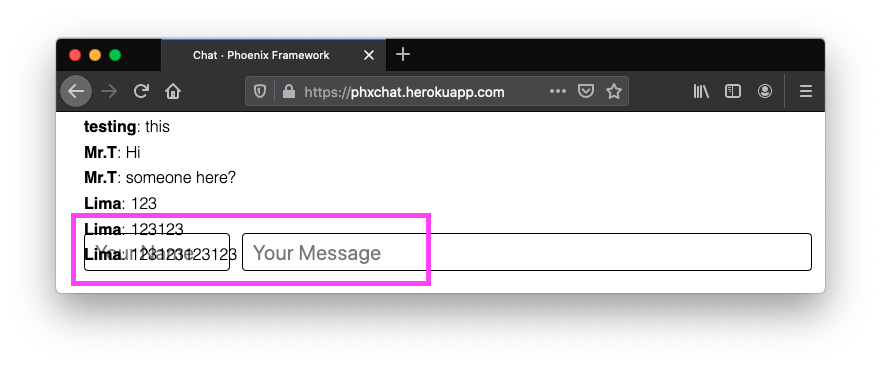 Chat · Phoenix Framework
https://phxchat.herokuapp.com
testing: this
Mr.T: Hi
Mr.T: someone here?
Lima: 123
Lima: 123123
Your Name Your Message
Lima: 123123123123